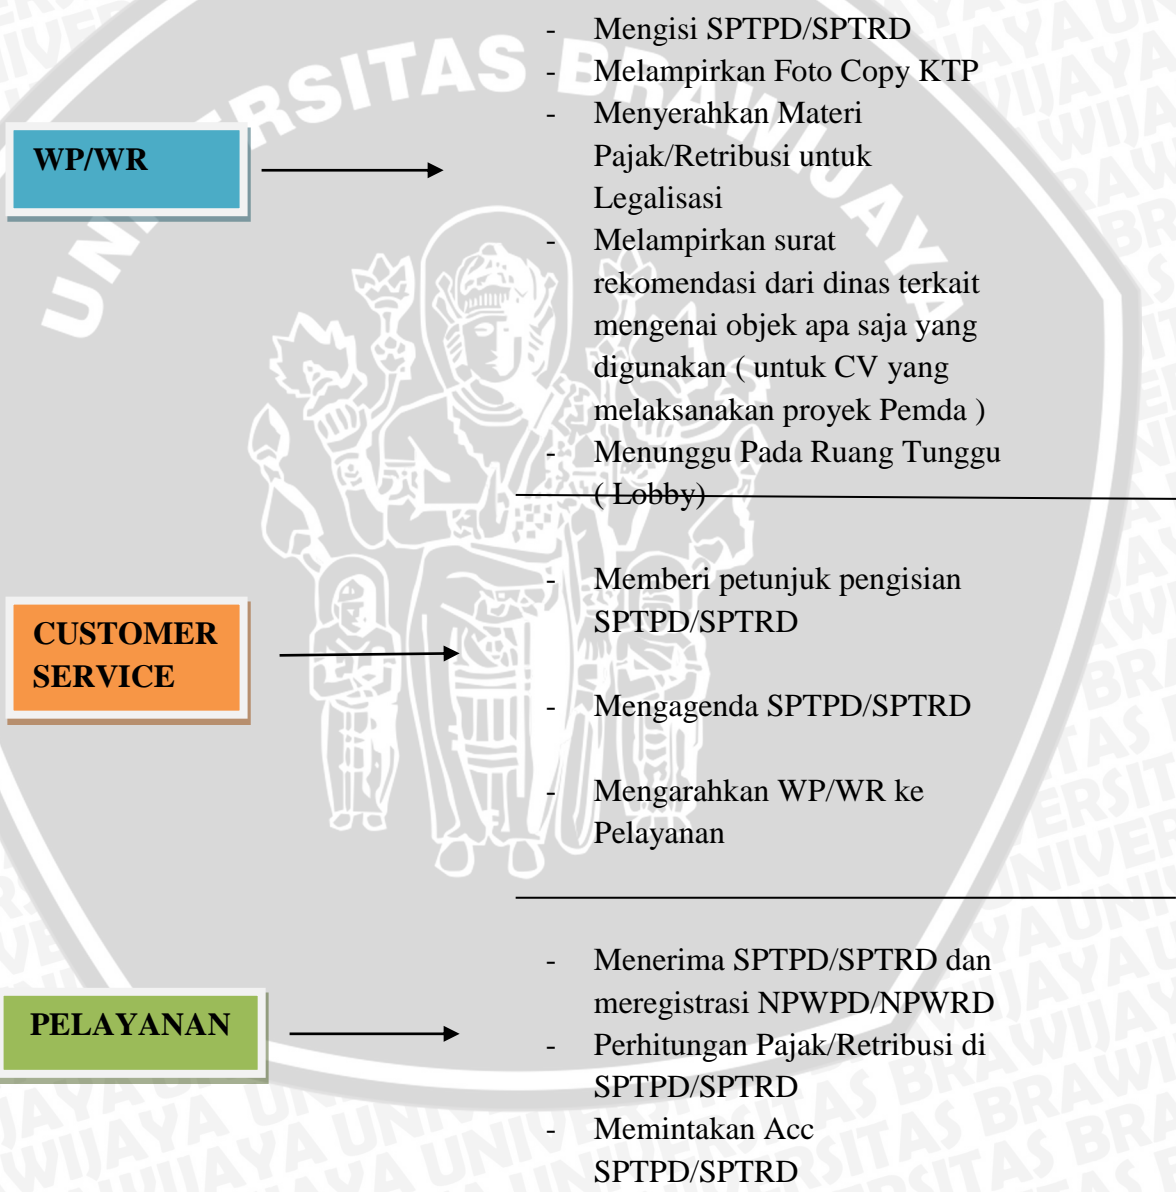 UNIVERSITAS BRAWIJAYA
- Mengisi SPTPD/SPTRD
- Melampirkan Foto Copy KTP
- Menyerahkan Materi
Pajak/Retribusi untuk
Legalisasi
WP/WR
- Melampirkan surat
rekomendasi dari dinas terkait
mengenai objek apa saja yang
digunakan ( untuk CV yang
melaksanakan proyek Pemda )
- Menunggu Pada Ruang Tunggu
( Lobby)
CUSTOMER
SERVICE
- Memberi petunjuk pengisian
SPTPD/SPTRD
- Mengagenda SPTPD/SPTRD
- Mengarahkan WP/WR ke
Pelayanan
PELAYANAN
- Menerima SPTPD/SPTRD dan
meregistrasi NPWPD/NPWRD
- Perhitungan Pajak/Retribusi di
SPTPD/SPTRD
- Memintakan Acc
SPTPD/SPTRD